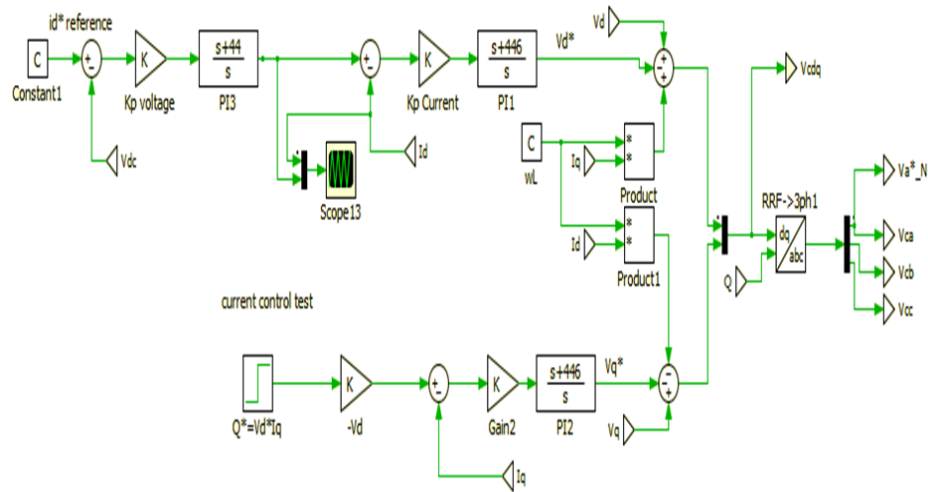 id* reference
C
Constant1
K
Kp voltage
s+44
s
PI3
Vdc
K
Kp Current
s+446
s
PI1
Vd*
Vd
Id
Scope13
C
wL
Iq
*
*
Product
Id
*
*
Product1
Vcdq
RRF->3ph1
dq
abc
Q
Va*_N
Vca
Vcb
Vcc
current control test
Q*=Vd*Iq
K
-Vd
K
Gain2
s+446
s
PI2
Vq*
Vq
Iq